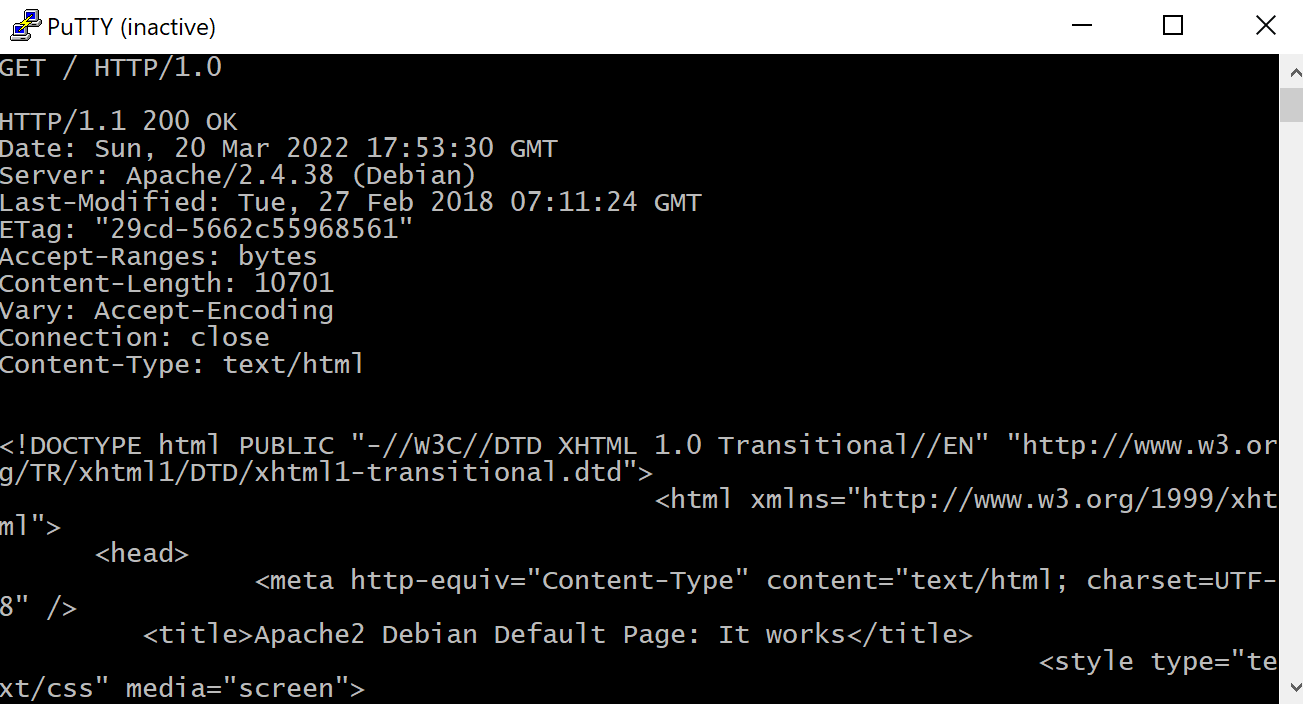 PuTTY (inactive)
GET / HTTP/1.0
HTTP/1.1 200 OK
Date: Sun, 20 Mar 2022 17:53:30 GMT
Server: Apache/2.4.38 (Debian)
Last-Modified: Tue, 27 Feb 2018 07:11:24 GMT
ETag: "29cd-5662c55968561"
Accept-Ranges: bytes
Content-Length: 10701
Vary: Accept-Encoding
Connection: close
Content-Type: text/html
<!DOCTYPE html PUBLIC "-//W3C//DTD XHTML 1.0 Transitional//EN" "http://www.w3.or
g/TR/xhtml1/DTD/xhtml1-transitional.dtd">
<html xmlns="http://www.w3.org/1999/xht
ml">
<head>
<meta http-equiv="Content-Type" content="text/html; charset=UTF-
8" />
<title>Apache2 Debian Default Page: It works</title>
<style type="te
xt/css" media="screen">